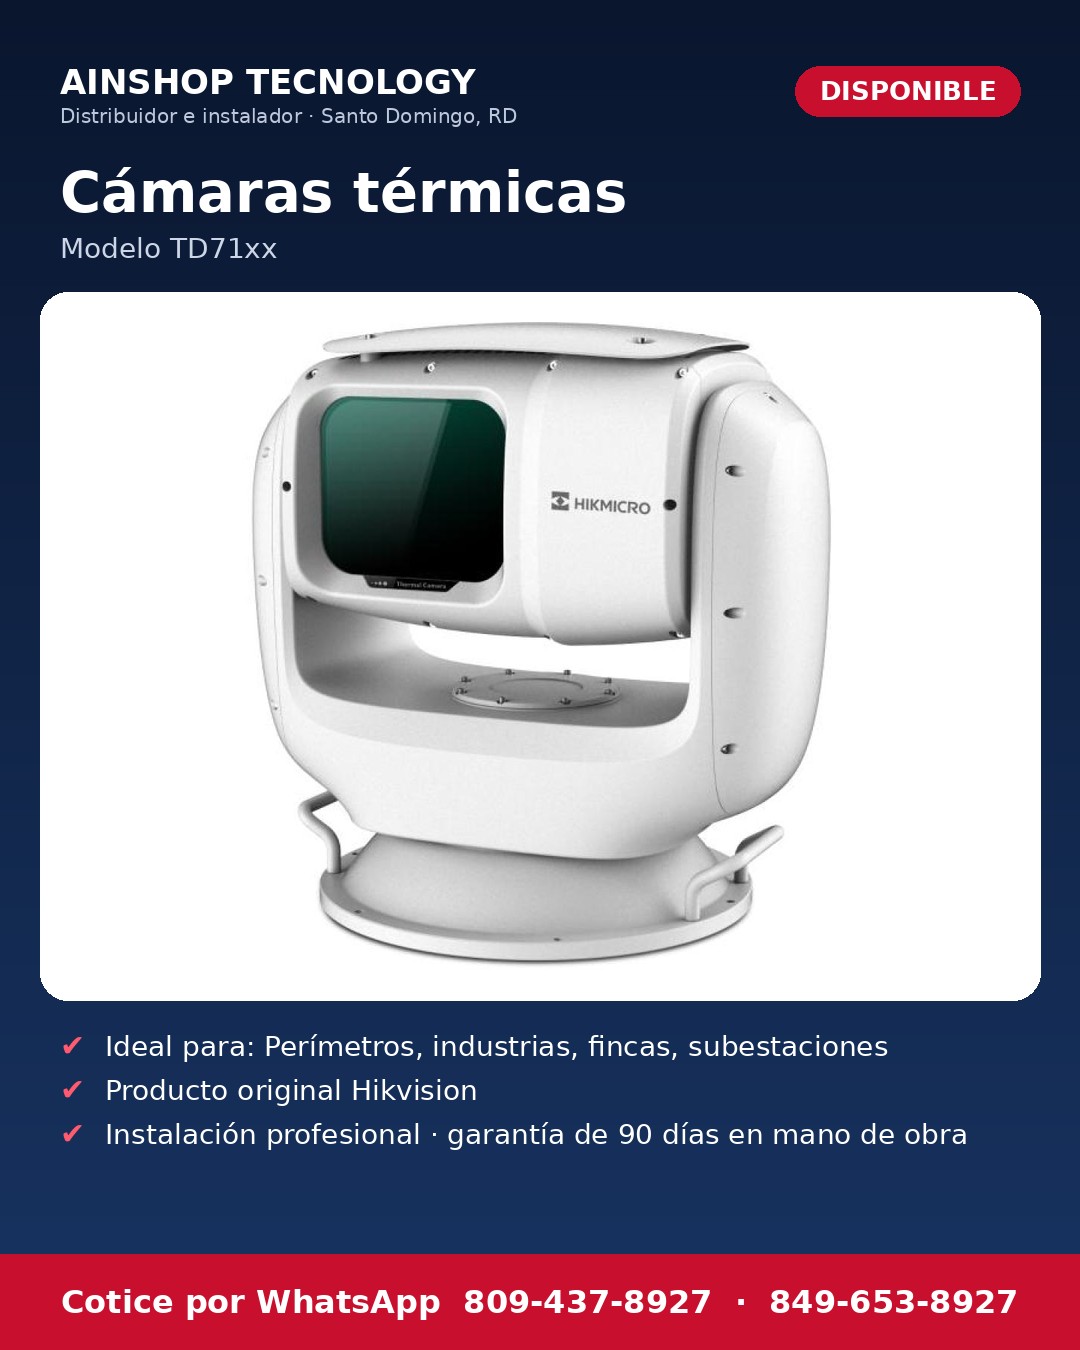 AINSHOP TECNOLOGY
Distribuidor e instalador · Santo Domingo, RD
DISPONIBLE
Cámaras térmicas
Modelo TD71xx
HIKMICRO
Thermal Camera
✔ Ideal para: Perímetros, industrias, fincas, subestaciones
✔ Producto original Hikvision
✔ Instalación profesional · garantía de 90 días en mano de obra
Cotice por WhatsApp 809-437-8927 · 849-653-8927